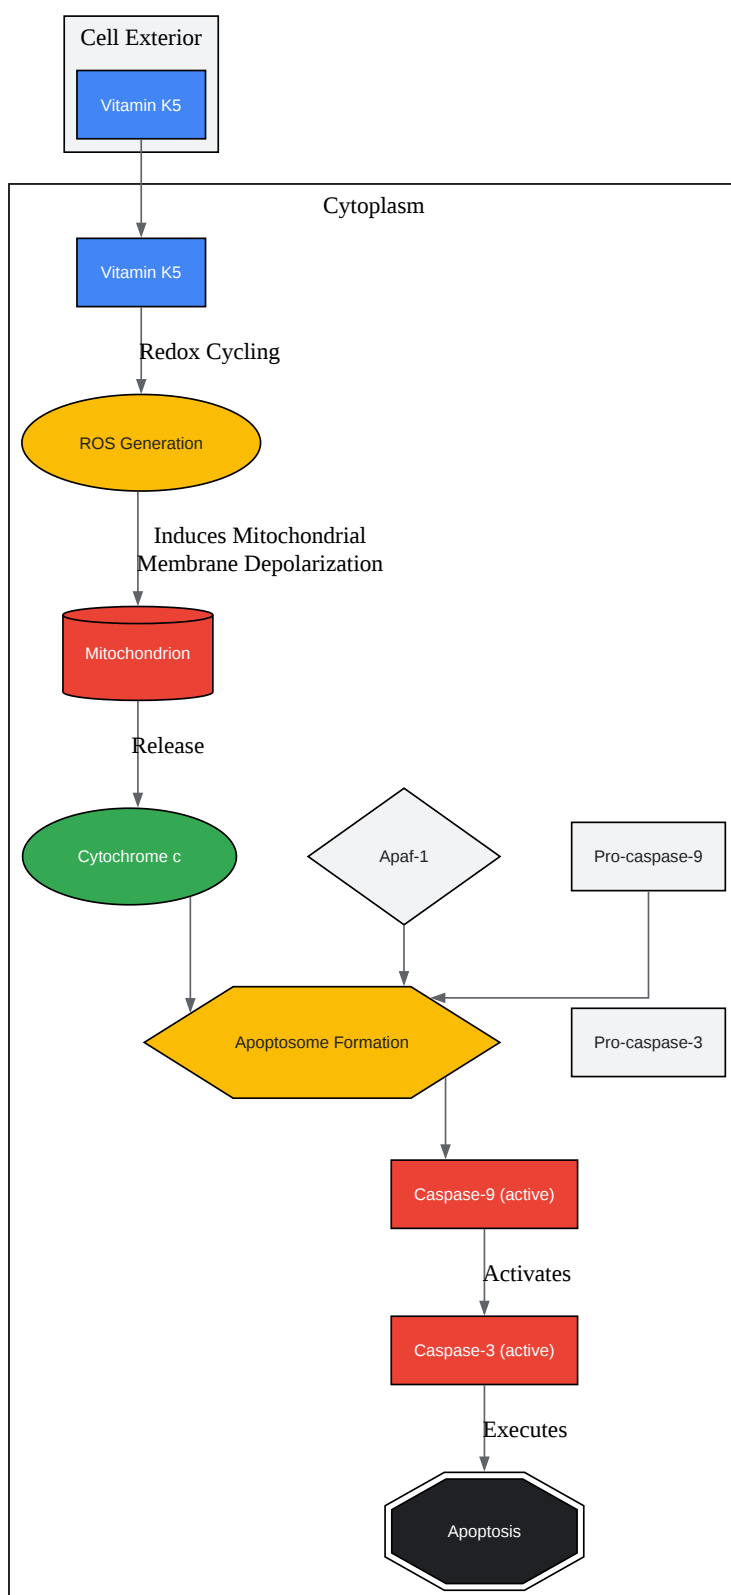 Cell Exterior
Vitamin K5
Cytoplasm
Vitamin K5
Redox Cycling
ROS Generation
Induces Mitochondrial
Membrane Depolarization
Mitochondrion
Release
Cytochrome c
Apaf-1
Pro-caspase-9
Apoptosome Formation
Pro-caspase-3
Caspase-9 (active)
Activates
Caspase-3 (active)
Executes
Apoptosis